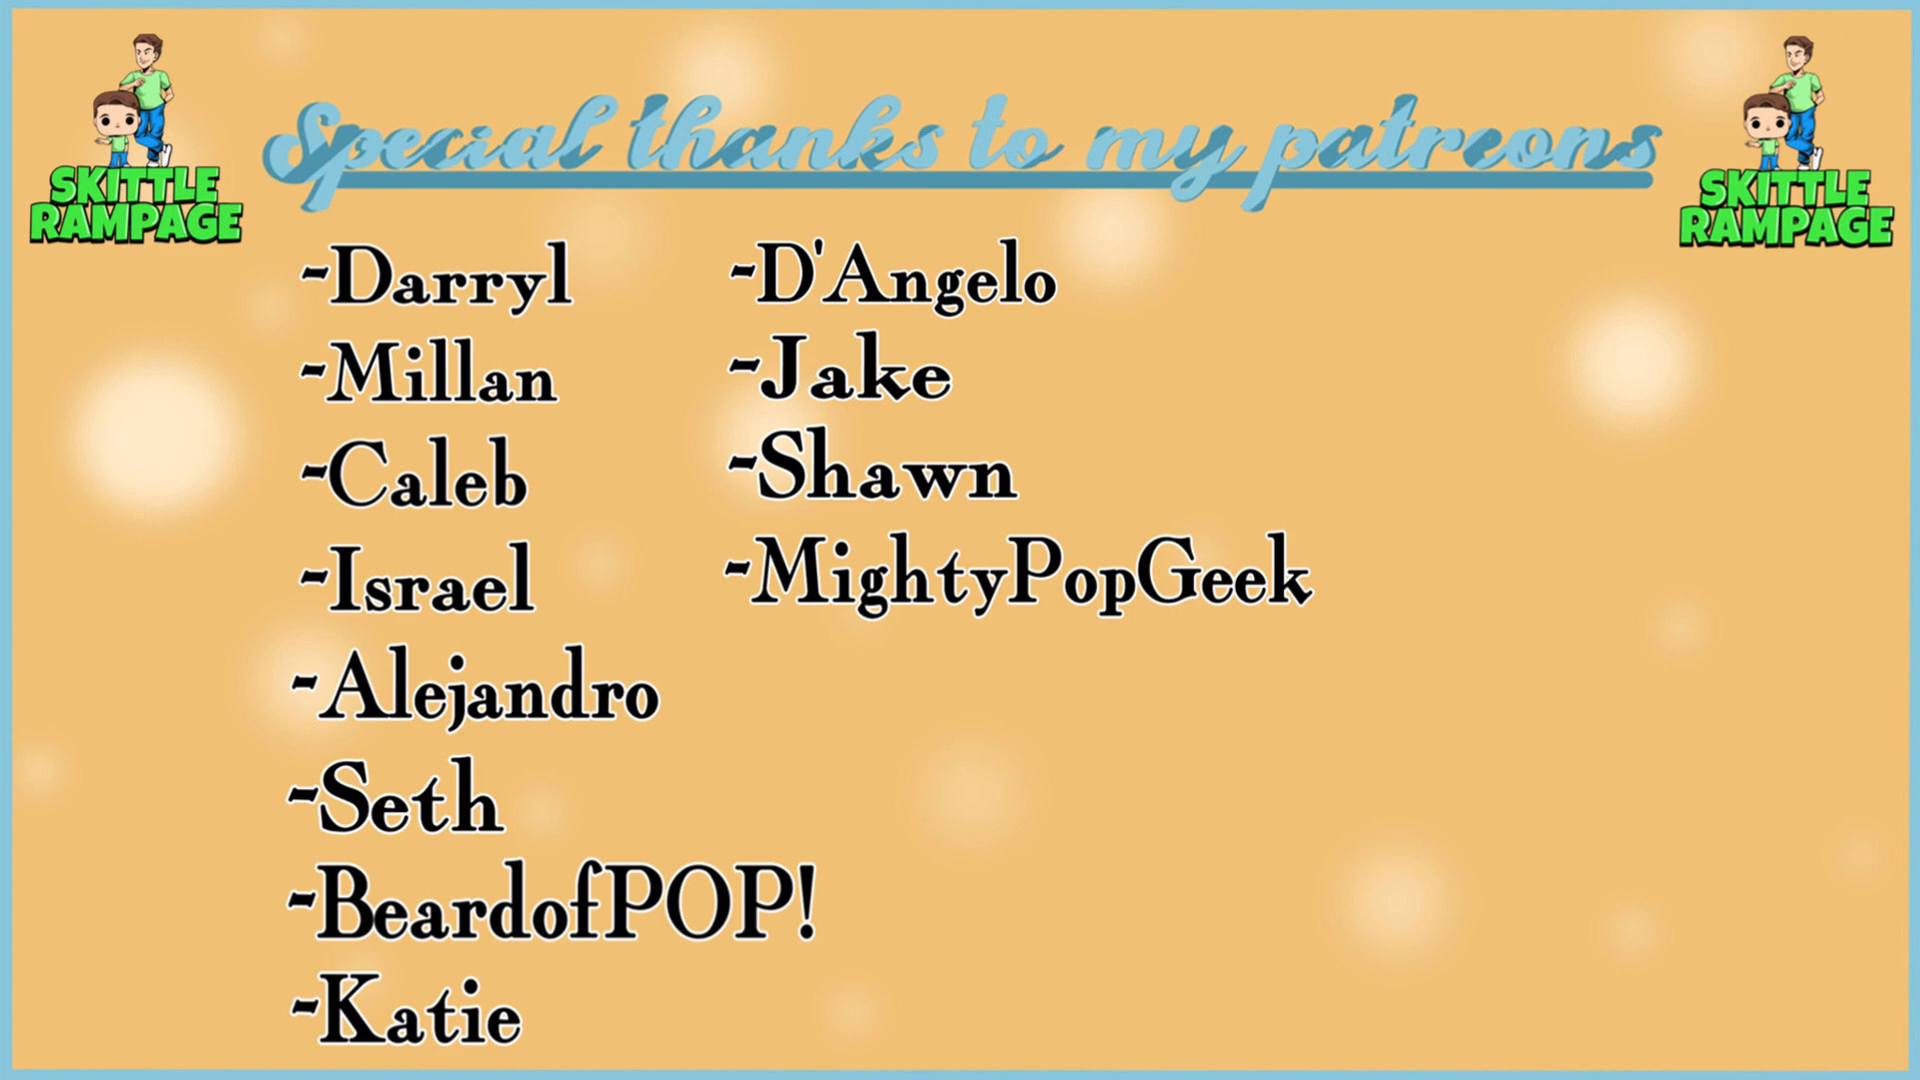 Special thanks to my patreons
SKITTLE
RAMPAGE
SKITTLE
RAMPAGE
-Darryl
-Millan
-Caleb
-Israel
-Alejandro
-Seth
-BeardofPOP!
-Katie
-D'Angelo
-Jake
-Shawn
-MightyPopGeek